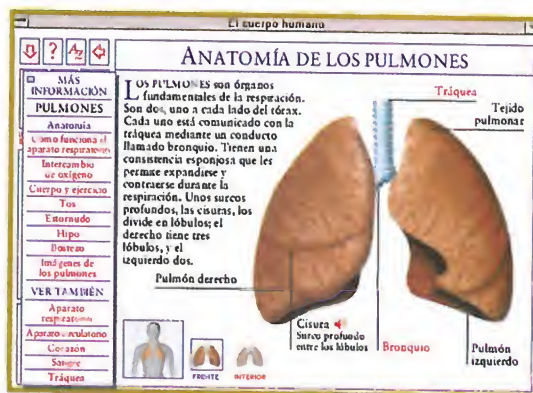 El cuerpo humano
?
AZ
ANATOMÍA DE LOS PULMONES
MÁS
INFORMACIÓN
PULMONES
Anatomía
Cómo funciona el
aparato respiratorio
Intercambio
de oxígeno
Cuerpo y ejercicio
Tos
Estornudo
Hipo
Bostezo
Imágenes de
los pulmones
VER TAMBIÉN
Aparato
respiratorio
Aparato circulatorio
Corazón
Sangre
Tráquea
LOS PULMONES son órganos
fundamentales de la respiración.
Son dos, uno a cada lado del tórax.
Cada uno está comunicado con la
tráquea mediante un conducto
llamado bronquio. Tienen una
consistencia esponjosa que les
permite expandirse y
contraerse durante la
respiración. Unos surcos
profundos, las cisuras, los
divide en lóbulos; el
derecho tiene tres
lóbulos, y el
izquierdo dos.
Tráquea
Tejido
pulmonar
Pulmón derecho
Cisura
Surco profundo
entre los lóbulos
Bronquio
Pulmón
izquierdo
FRENTE
INTERIOR